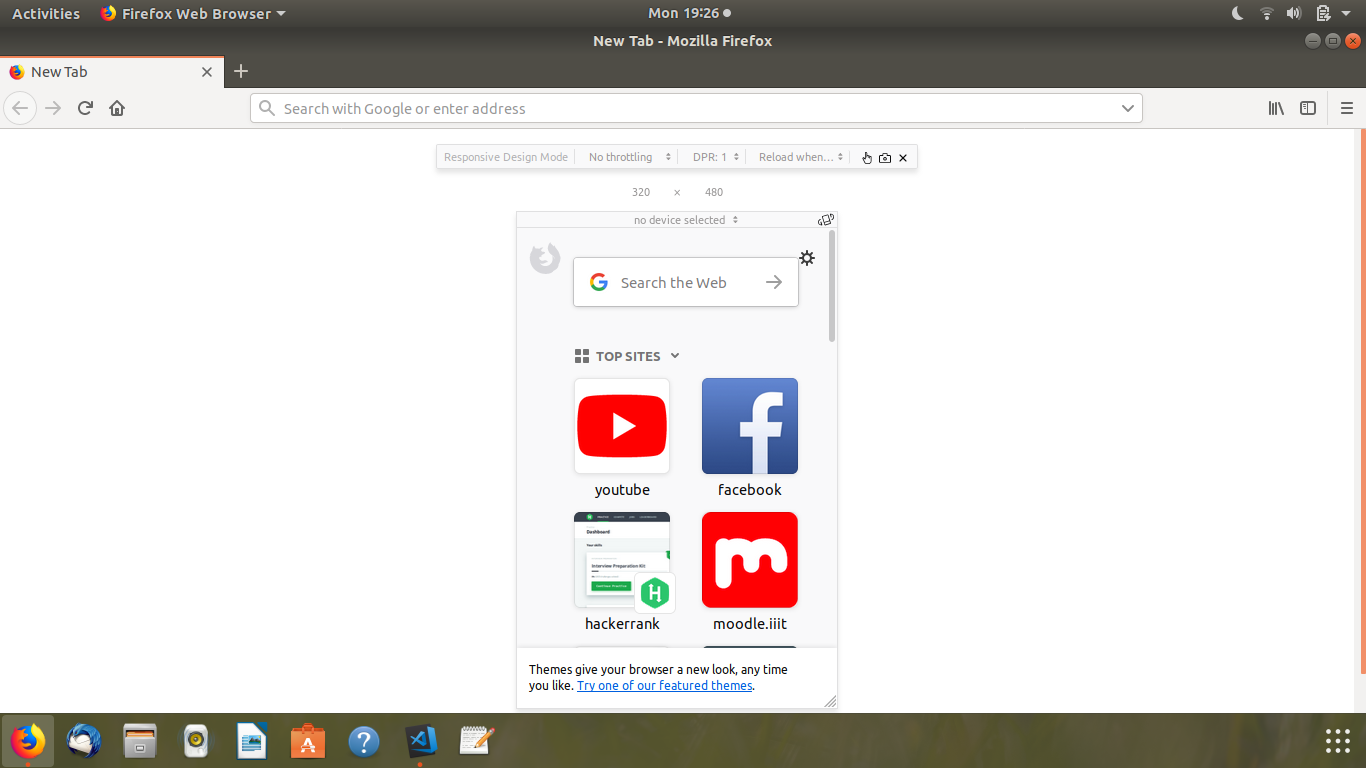 Activities
Firefox Web Browser
Mon 19:26
New Tab - Mozilla Firefox
New Tab
Search with Google or enter address
Responsive Design Mode
No throttling
DPR: 1
Reload when...
320 × 480
no device selected
Search the Web
TOP SITES
youtube
facebook
Dashboard
Your skills
Interview Preparation Kit
hackerrank
moodle.iiit
Themes give your browser a new look, any time
you like. Try one of our featured themes.